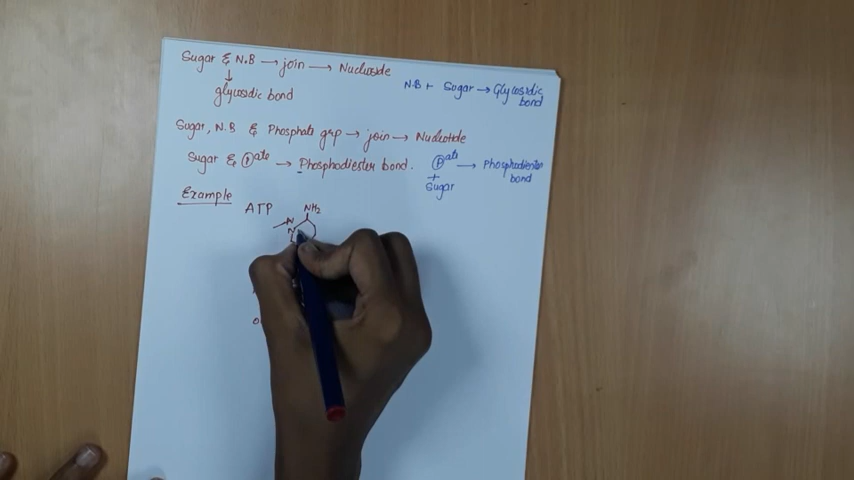 Sugar & N.B → join → Nucleoside
↓
glycosidic bond
N.B + Sugar → Glycosidic
bond
Sugar, N.B & Phosphate grp → join → Nucleotide
Sugar & Pate → Phosphodiester bond.
Pate → Phosphodiester
+
Sugar
bond
Example
ATP
NH2
N
N